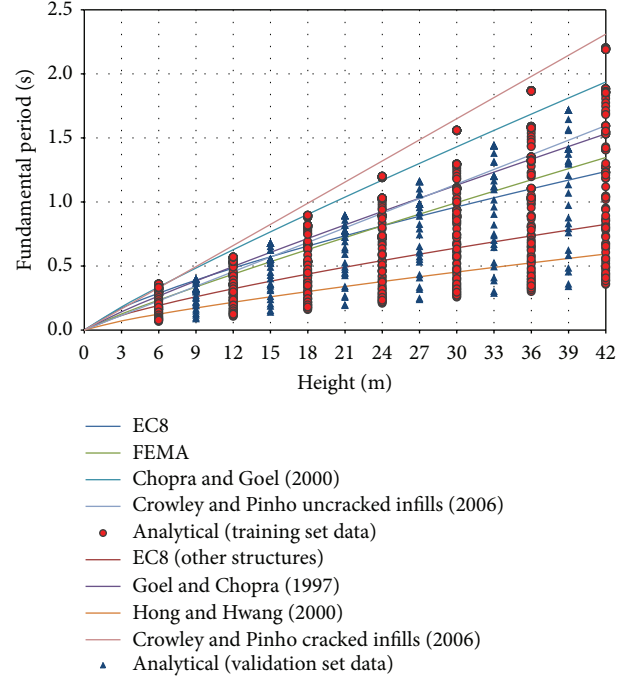 2.5
2.0
1.5
1.0
0.5
0.0
Fundamental period (s)
0 3 6 9 12 15 18 21 24 27 30 33 36 39 42
Height (m)
EC8
FEMA
Chopra and Goel (2000)
Crowley and Pinho uncracked infills (2006)
Analytical (training set data)
EC8 (other structures)
Goel and Chopra (1997)
Hong and Hwang (2000)
Crowley and Pinho cracked infills (2006)
Analytical (validation set data)